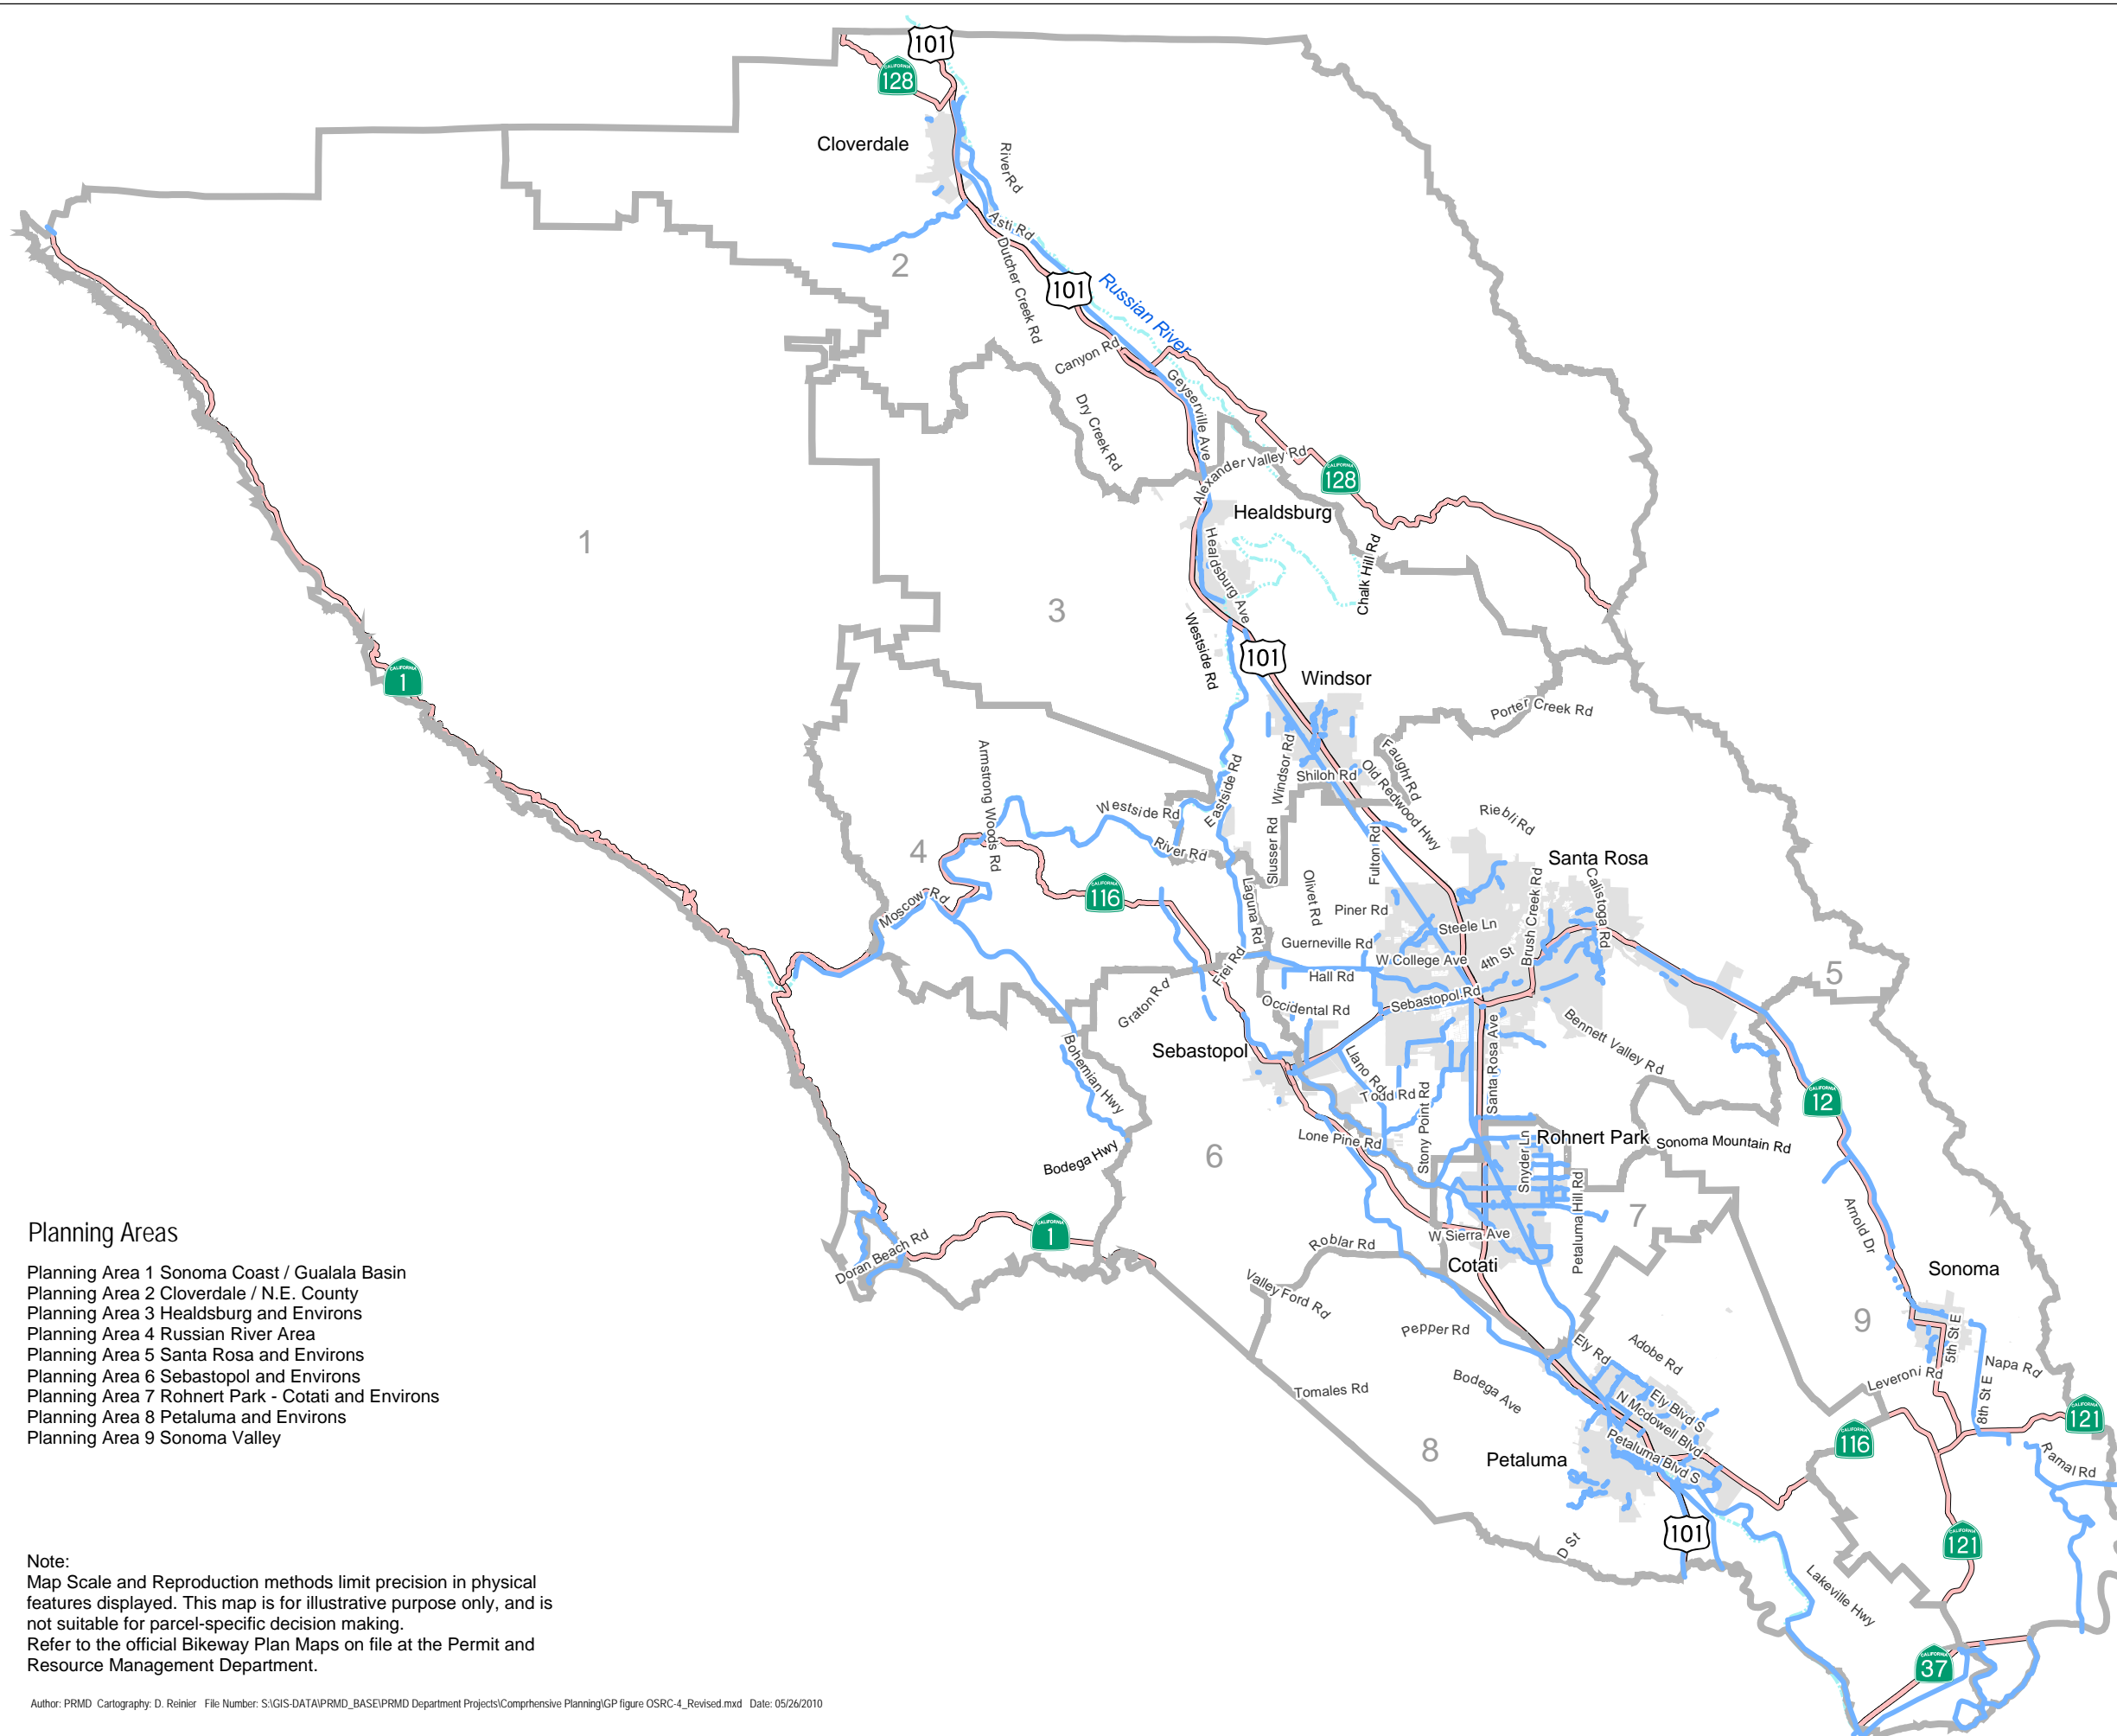 101
CALIFORNIA
128
Cloverdale
River Rd
Asti Rd
2
Dutcher Creek Rd
101
Russian River
Canyon Rd
Geyserville Ave
Dry Creek Rd
Alexander Valley Rd
CALIFORNIA
128
1
Healdsburg
Healdsburg Ave
Chalk Hill Rd
3
Westside Rd
CALIFORNIA
1
101
Windsor
Porter Creek Rd
Armstrong Woods Rd
Eastside Rd
Windsor Rd
Faught Rd
Shiloh Rd
Old Redwood Hwy
Westside Rd
Riebli Rd
4
River Rd
Slusser Rd
Fulton Rd
Santa Rosa
CALIFORNIA
116
Moscow Rd
Laguna Rd
Olivet Rd
Piner Rd
Brush Creek Rd
Calistoga Rd
Steele Ln
Guerneville Rd
W College Ave
4th St
Frei Rd
Hall Rd
5
Graton Rd
Occidental Rd
Sebastopol Rd
Bennett Valley Rd
Sebastopol
Bohemian Hwy
Llano Rd
Todd Rd
Stony Point Rd
Santa Rosa Ave
CALIFORNIA
12
Lone Pine Rd
Snyder Ln
Rohnert Park
Sonoma Mountain Rd
6
Bodega Hwy
Petaluma Hill Rd
7
Arnold Dr
CALIFORNIA
1
Doran Beach Rd
Roblar Rd
W Sierra Ave
Cotati
Sonoma
Valley Ford Rd
Pepper Rd
Ely Rd
Adobe Rd
9
5th St E
Napa Rd
Leveroni Rd
Tomales Rd
Bodega Ave
Ely Blvd S
N Mcdowell Blvd
8th St E
CALIFORNIA
121
8
Petaluma
Petaluma Blvd S
CALIFORNIA
116
Ramal Rd
101
D St
CALIFORNIA
121
Lakeville Hwy
CALIFORNIA
37
Planning Areas
Planning Area 1 Sonoma Coast / Gualala Basin
Planning Area 2 Cloverdale / N.E. County
Planning Area 3 Healdsburg and Environs
Planning Area 4 Russian River Area
Planning Area 5 Santa Rosa and Environs
Planning Area 6 Sebastopol and Environs
Planning Area 7 Rohnert Park - Cotati and Environs
Planning Area 8 Petaluma and Environs
Planning Area 9 Sonoma Valley
Note:
Map Scale and Reproduction methods limit precision in physical
features displayed. This map is for illustrative purpose only, and is
not suitable for parcel-specific decision making.
Refer to the official Bikeway Plan Maps on file at the Permit and
Resource Management Department.
Author: PRMD Cartography: D. Reinier File Number: S:\GIS-DATA\PRMD_BASE\PRMD Department Projects\Comprhensive Planning\GP figure OSRC-4_Revised.mxd Date: 05/26/2010